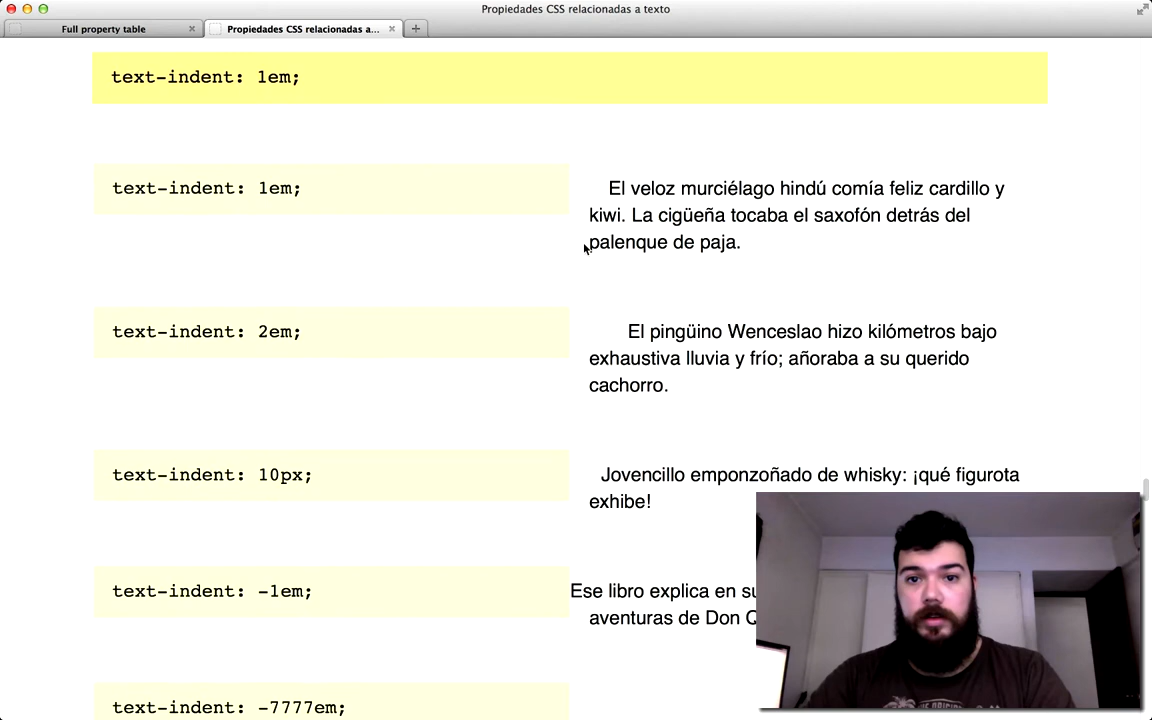 Propiedades CSS relacionadas a texto
Full property table
Propiedades CSS relacionadas a...
text-indent: 1em;
text-indent: 1em;
El veloz murciélago hindú comía feliz cardillo y
kiwi. La cigüeña tocaba el saxofón detrás del
palenque de paja.
text-indent: 2em;
El pingüino Wenceslao hizo kilómetros bajo
exhaustiva lluvia y frío; añoraba a su querido
cachorro.
text-indent: 10px;
Jovencillo emponzoñado de whisky: ¡qué figurota
exhibe!
text-indent: -1em;
Ese libro explica en su
aventuras de Don
text-indent: -7777em;